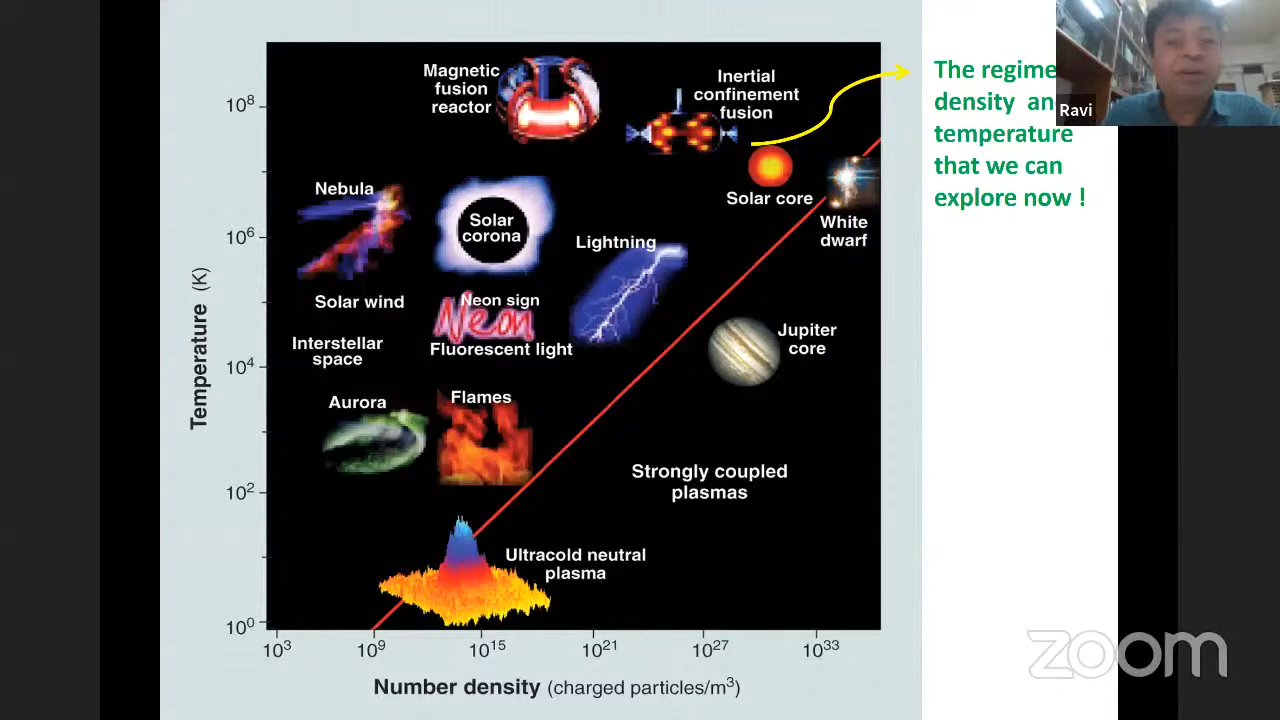 Magnetic
fusion
reactor
Inertial
confinement
fusion
Solar core
White
dwarf
Nebula
Solar
corona
Lightning
Solar wind
Neon sign
Neon
Fluorescent light
Interstellar
space
Jupiter
core
Aurora
Flames
Strongly coupled
plasmas
Ultracold neutral
plasma
Temperature (K)
10⁸
10⁶
10⁴
10²
10⁰
10³
10⁹
10¹⁵
10²¹
10²⁷
10³³
Number density (charged particles/m³)
The regime
density an
temperature
that we can
explore now !
Ravi
zoom